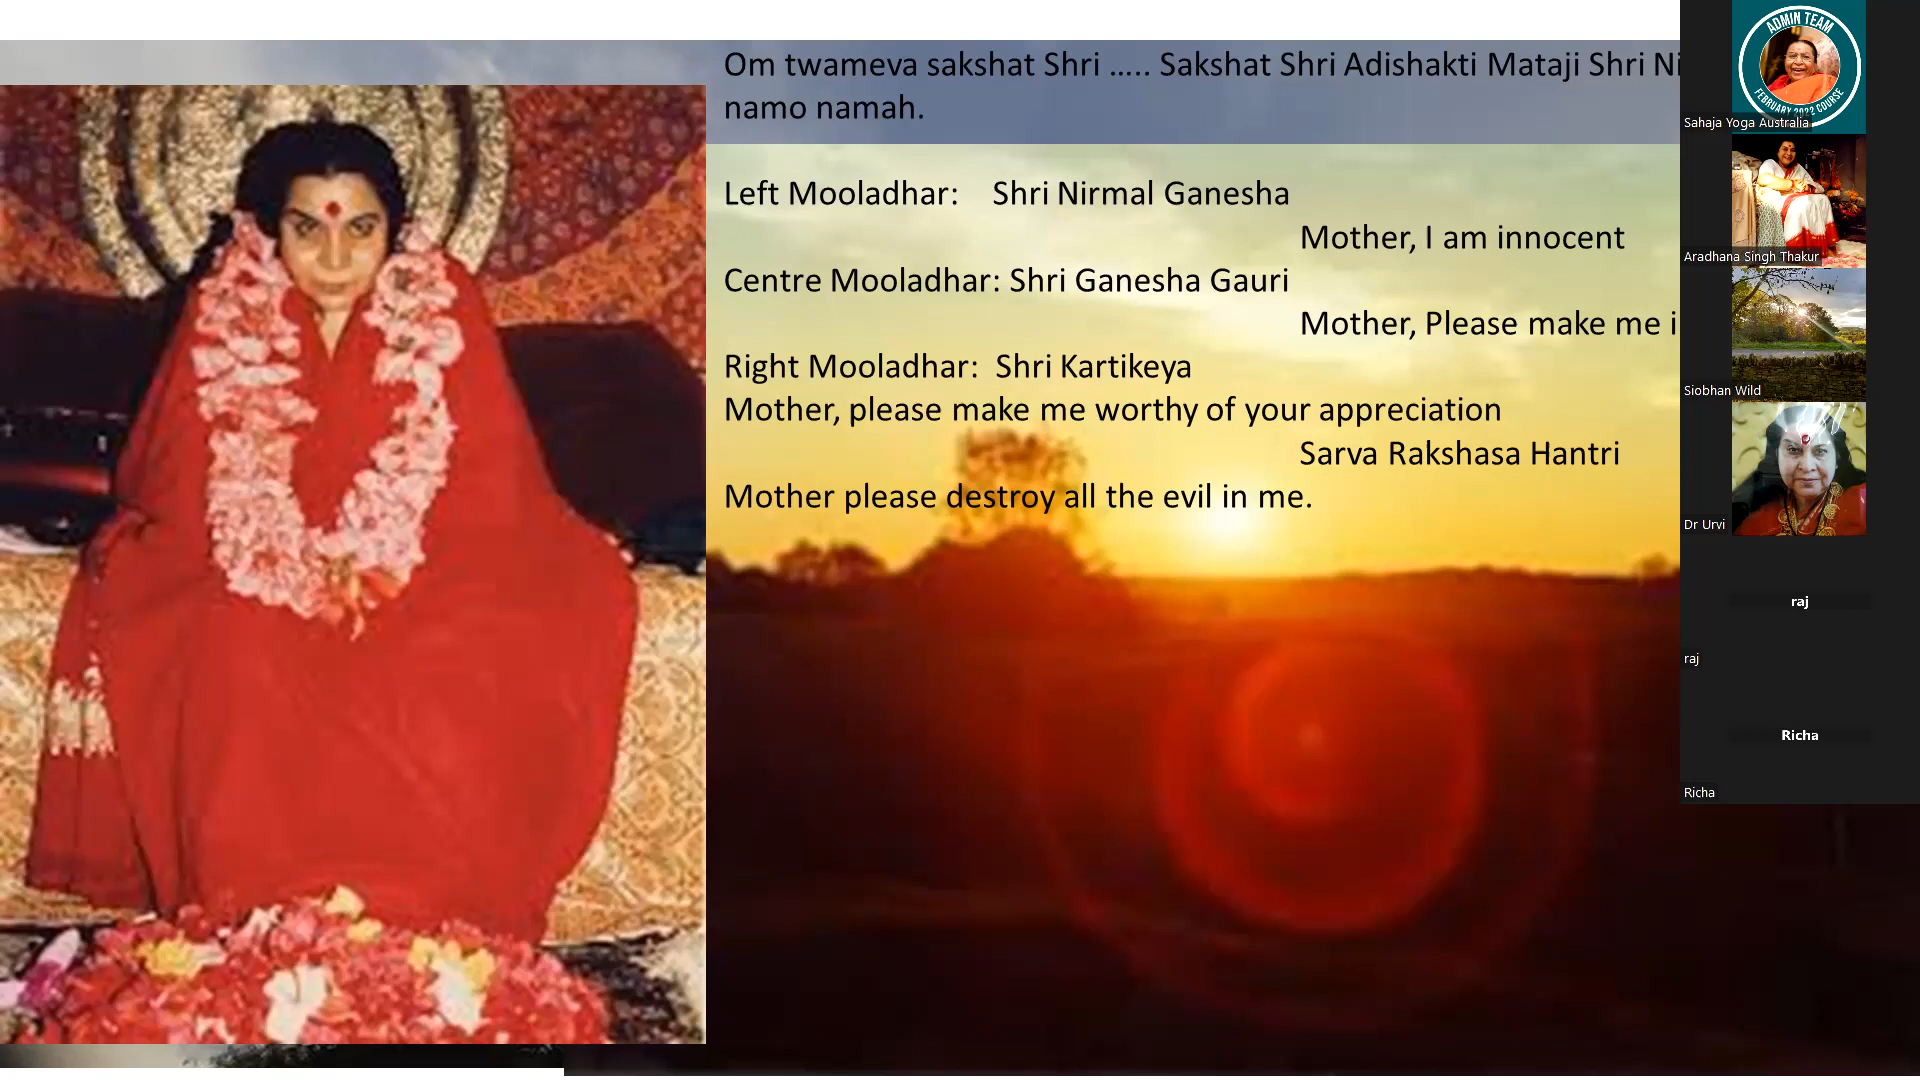 Om twameva sakshat Shri ..... Sakshat Shri Adishakti Mataji Shri
namo namah.
Left Mooladhar: Shri Nirmal Ganesha
Mother, I am innocent
Centre Mooladhar: Shri Ganesha Gauri
Mother, Please make me
Right Mooladhar: Shri Kartikeya
Mother, please make me worthy of your appreciation
Sarva Rakshasa Hantri
Mother please destroy all the evil in me.
ADMIN TEAM
FEBRUARY 2022 COURSE
Sahaja Yoga Australia
Aradhana Singh Thakur
Siobhan Wild
Dr Urvi
raj
raj
Richa
Richa